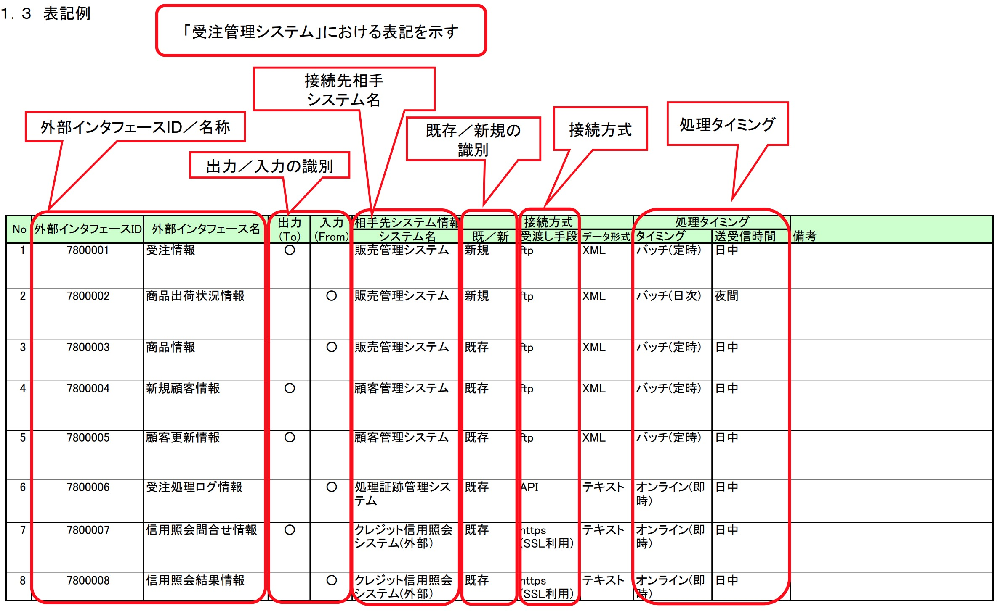 1．3　表記例
「受注管理システム」における表記を示す
接続先相手
システム名
外部インタフェースID／名称
出力／入力の識別
既存／新規の
識別
接続方式
処理タイミング
No 外部インタフェースID 外部インタフェース名 出力 (To) 入力 (From) 相手先システム情報 接続方式 処理タイミング 備考
システム名 既／新 受渡し手段 データ形式 タイミング 送受信時間
1 7800001 受注情報 〇 販売管理システム 新規 ftp XML バッチ(定時) 日中
2 7800002 商品出荷状況情報 〇 販売管理システム 新規 ftp XML バッチ(日次) 夜間
3 7800003 商品情報 〇 販売管理システム 既存 ftp XML バッチ(定時) 日中
4 7800004 新規顧客情報 〇 顧客管理システム 既存 ftp XML バッチ(定時) 日中
5 7800005 顧客更新情報 〇 顧客管理システム 既存 ftp XML バッチ(定時) 日中
6 7800006 受注処理ログ情報 〇 処理証跡管理シス 既存 API テキスト オンライン(即 日中
テム 時)
7 7800007 信用照会問合せ情報 〇 クレジット信用照会 既存 https テキスト オンライン(即 日中
システム(外部) (SSL利用) 時)
8 7800008 信用照会結果情報 〇 クレジット信用照会 既存 https テキスト オンライン(即 日中
システム(外部) (SSL利用) 時)